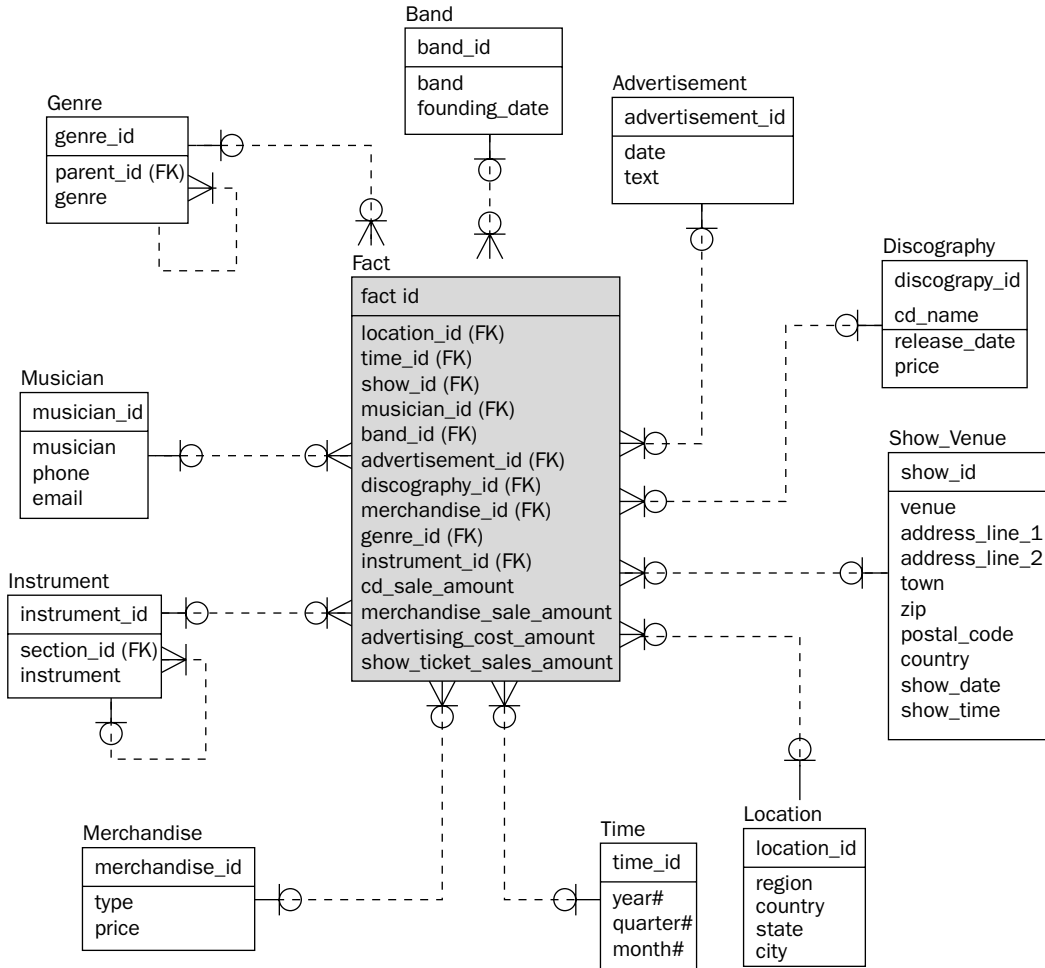 Band
band_id
band
founding_date
Advertisement
advertisement_id
date
text
Genre
genre_id
parent_id (FK)
genre
Discography
discograpy_id
cd_name
release_date
price
Fact
fact id
location_id (FK)
time_id (FK)
show_id (FK)
musician_id (FK)
band_id (FK)
advertisement_id (FK)
discography_id (FK)
merchandise_id (FK)
genre_id (FK)
instrument_id (FK)
cd_sale_amount
merchandise_sale_amount
advertising_cost_amount
show_ticket_sales_amount
Musician
musician_id
musician
phone
email
Show_Venue
show_id
venue
address_line_1
address_line_2
town
zip
postal_code
country
show_date
show_time
Instrument
instrument_id
section_id (FK)
instrument
Merchandise
merchandise_id
type
price
Time
time_id
year#
quarter#
month#
Location
location_id
region
country
state
city